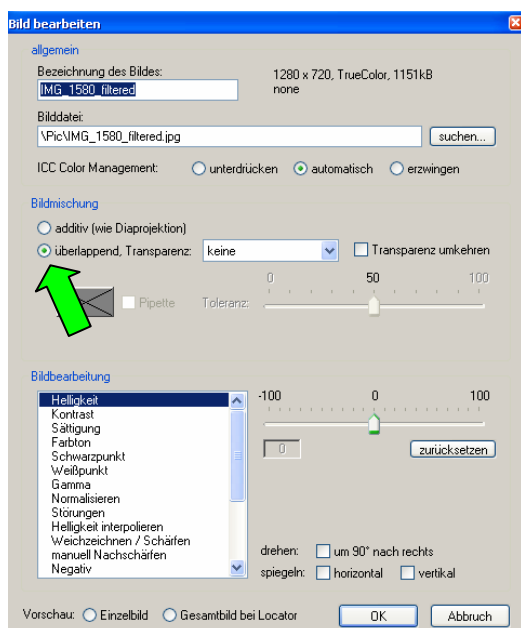 Bild bearbeiten
allgemein
Bezeichnung des Bildes:
1280 x 720, TrueColor, 1151kB
IMG_1580_filtered
none
Bilddatei:
\Pic\IMG_1580_filtered.jpg
suchen...
ICC Color Management: unterdrücken automatisch erzwingen
Bildmischung
additiv (wie Diaprojektion)
überlappend, Transparenz: keine Transparenz umkehren
0 50 100
Pipette Toleranz:
Bildbearbeitung
Helligkeit
Kontrast
Sättigung
Farbton
Schwarzpunkt
Weißpunkt
Gamma
Normalisieren
Störungen
Helligkeit interpolieren
Weichzeichnen / Schärfen
manuell Nachschärfen
Negativ
-100 0 100
0 zurücksetzen
drehen: um 90° nach rechts
spiegeln: horizontal vertikal
Vorschau: Einzelbild Gesamtbild bei Locator OK Abbruch